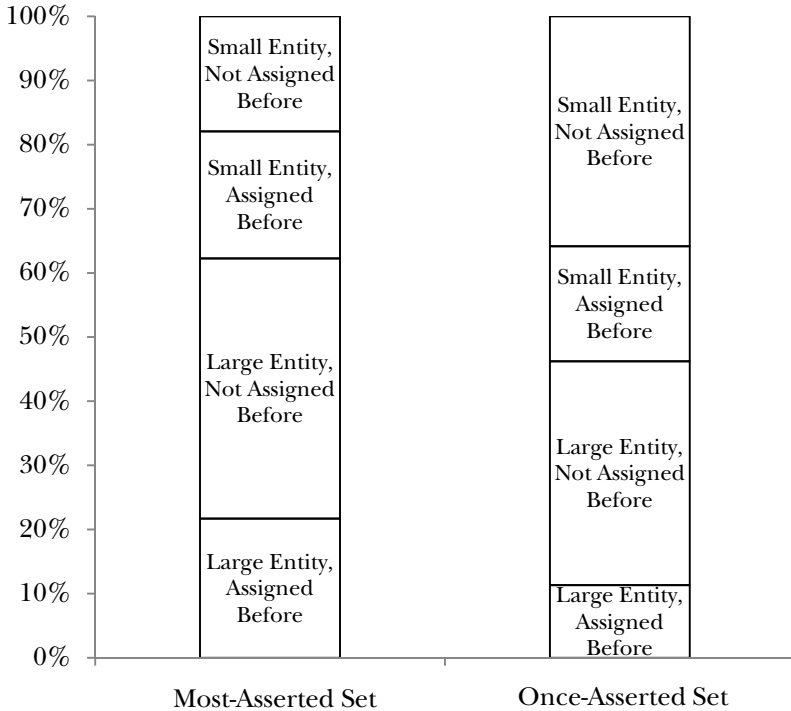 100%
90%
80%
70%
60%
50%
40%
30%
20%
10%
0%
Small Entity,
Not Assigned
Before
Small Entity,
Assigned
Before
Large Entity,
Not Assigned
Before
Large Entity,
Assigned
Before
Small Entity,
Not Assigned
Before
Small Entity,
Assigned
Before
Large Entity,
Not Assigned
Before
Large Entity,
Assigned
Before
Most-Asserted Set
Once-Asserted Set